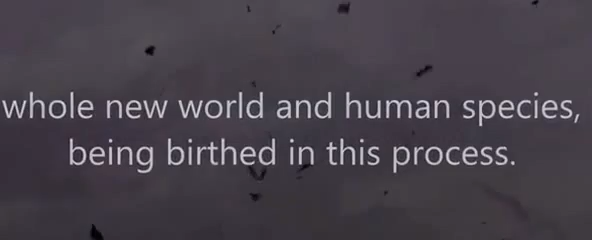 whole new world and human species,
being birthed in this process.